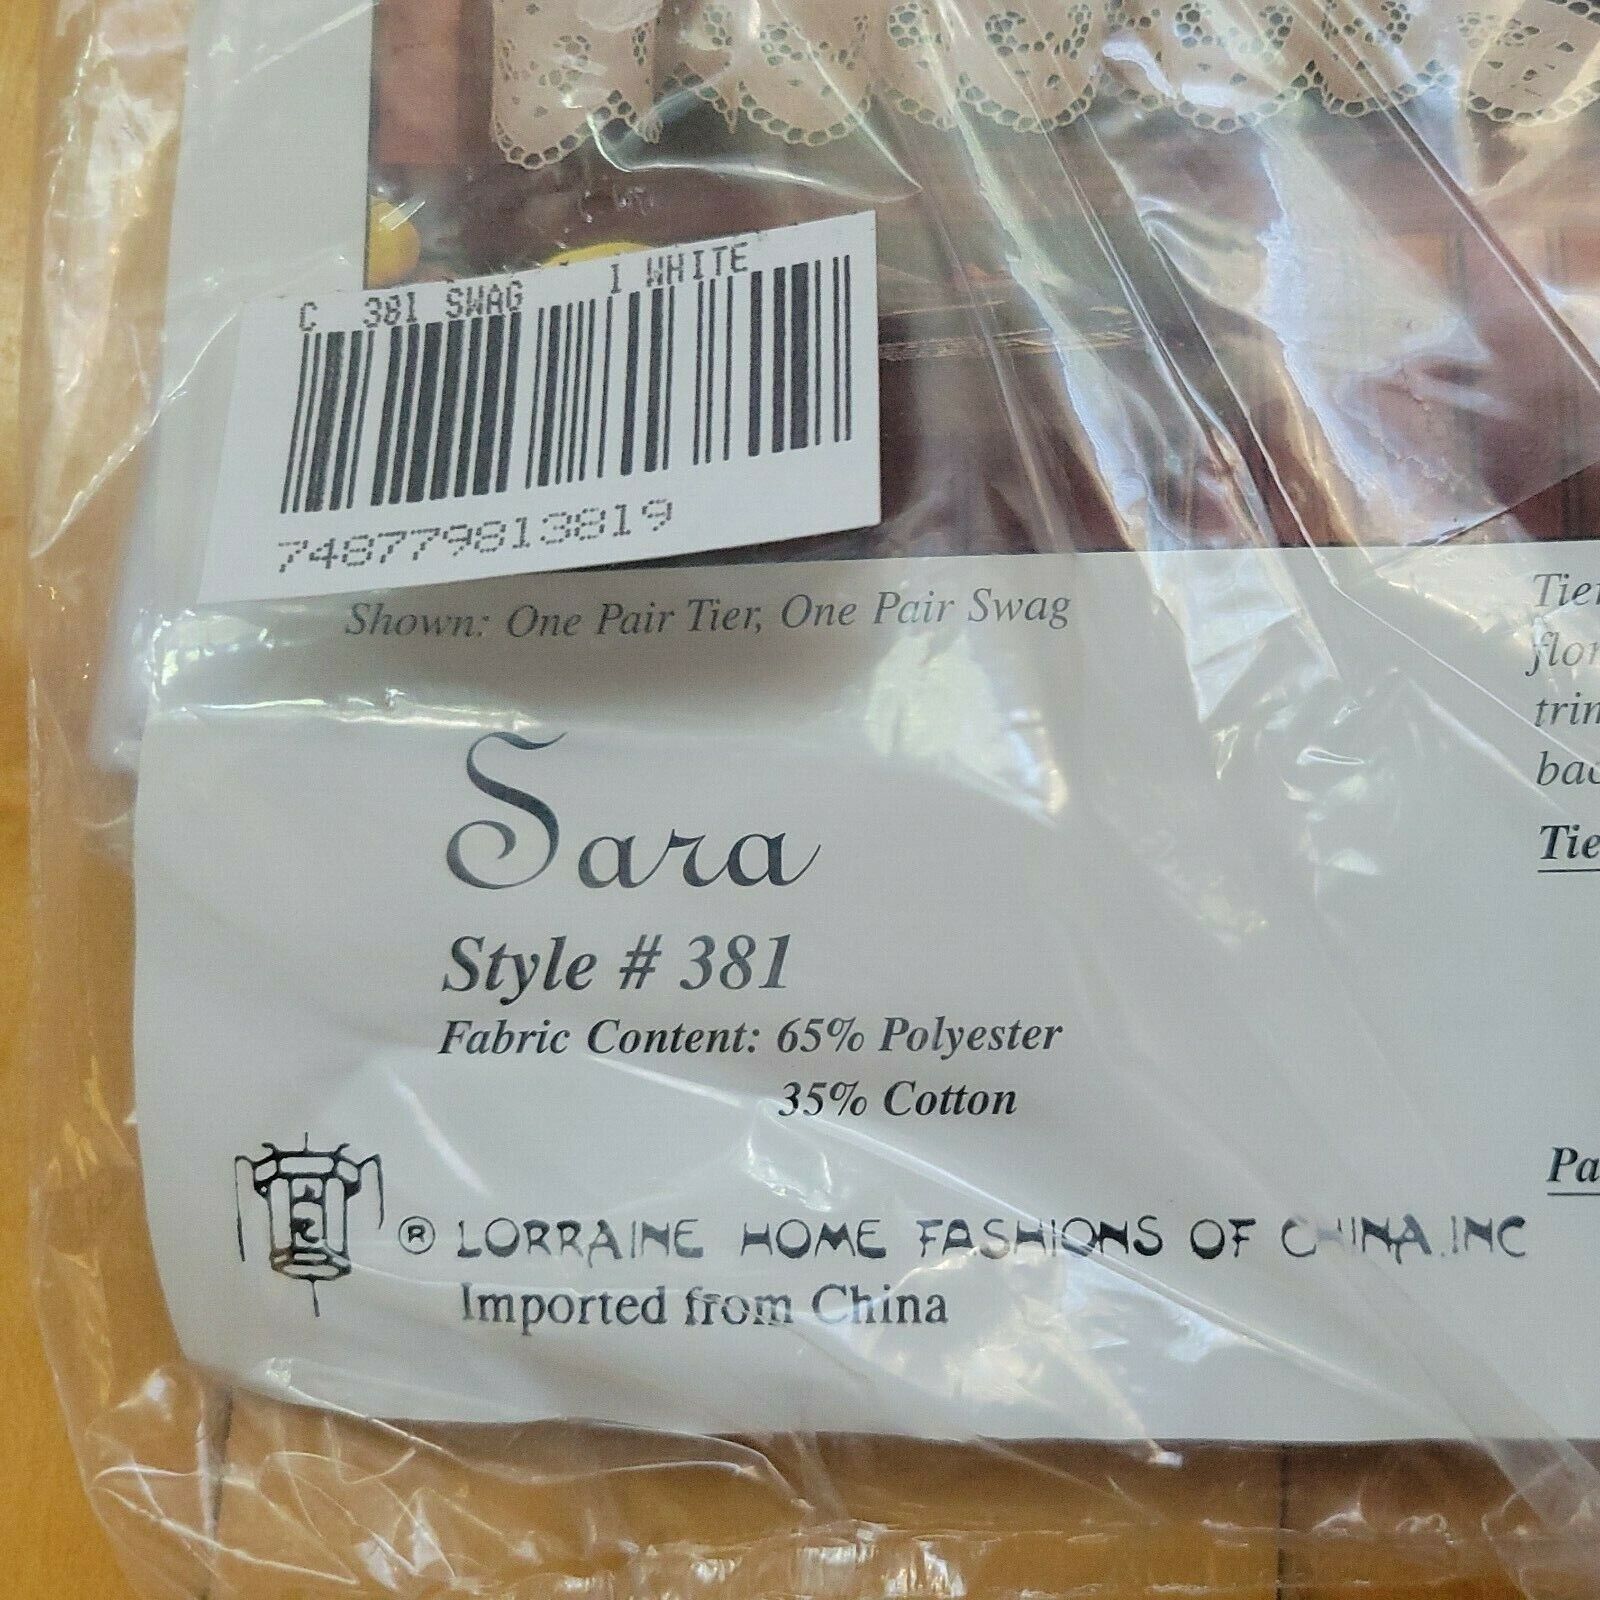 C 381 SWAG 1 WHITE
748779813819
Shown: One Pair Tier, One Pair Swag
Sara
Style # 381
Fabric Content: 65% Polyester
35% Cotton
® LORRAINE HOME FASHIONS OF CHINA.INC
Imported from China